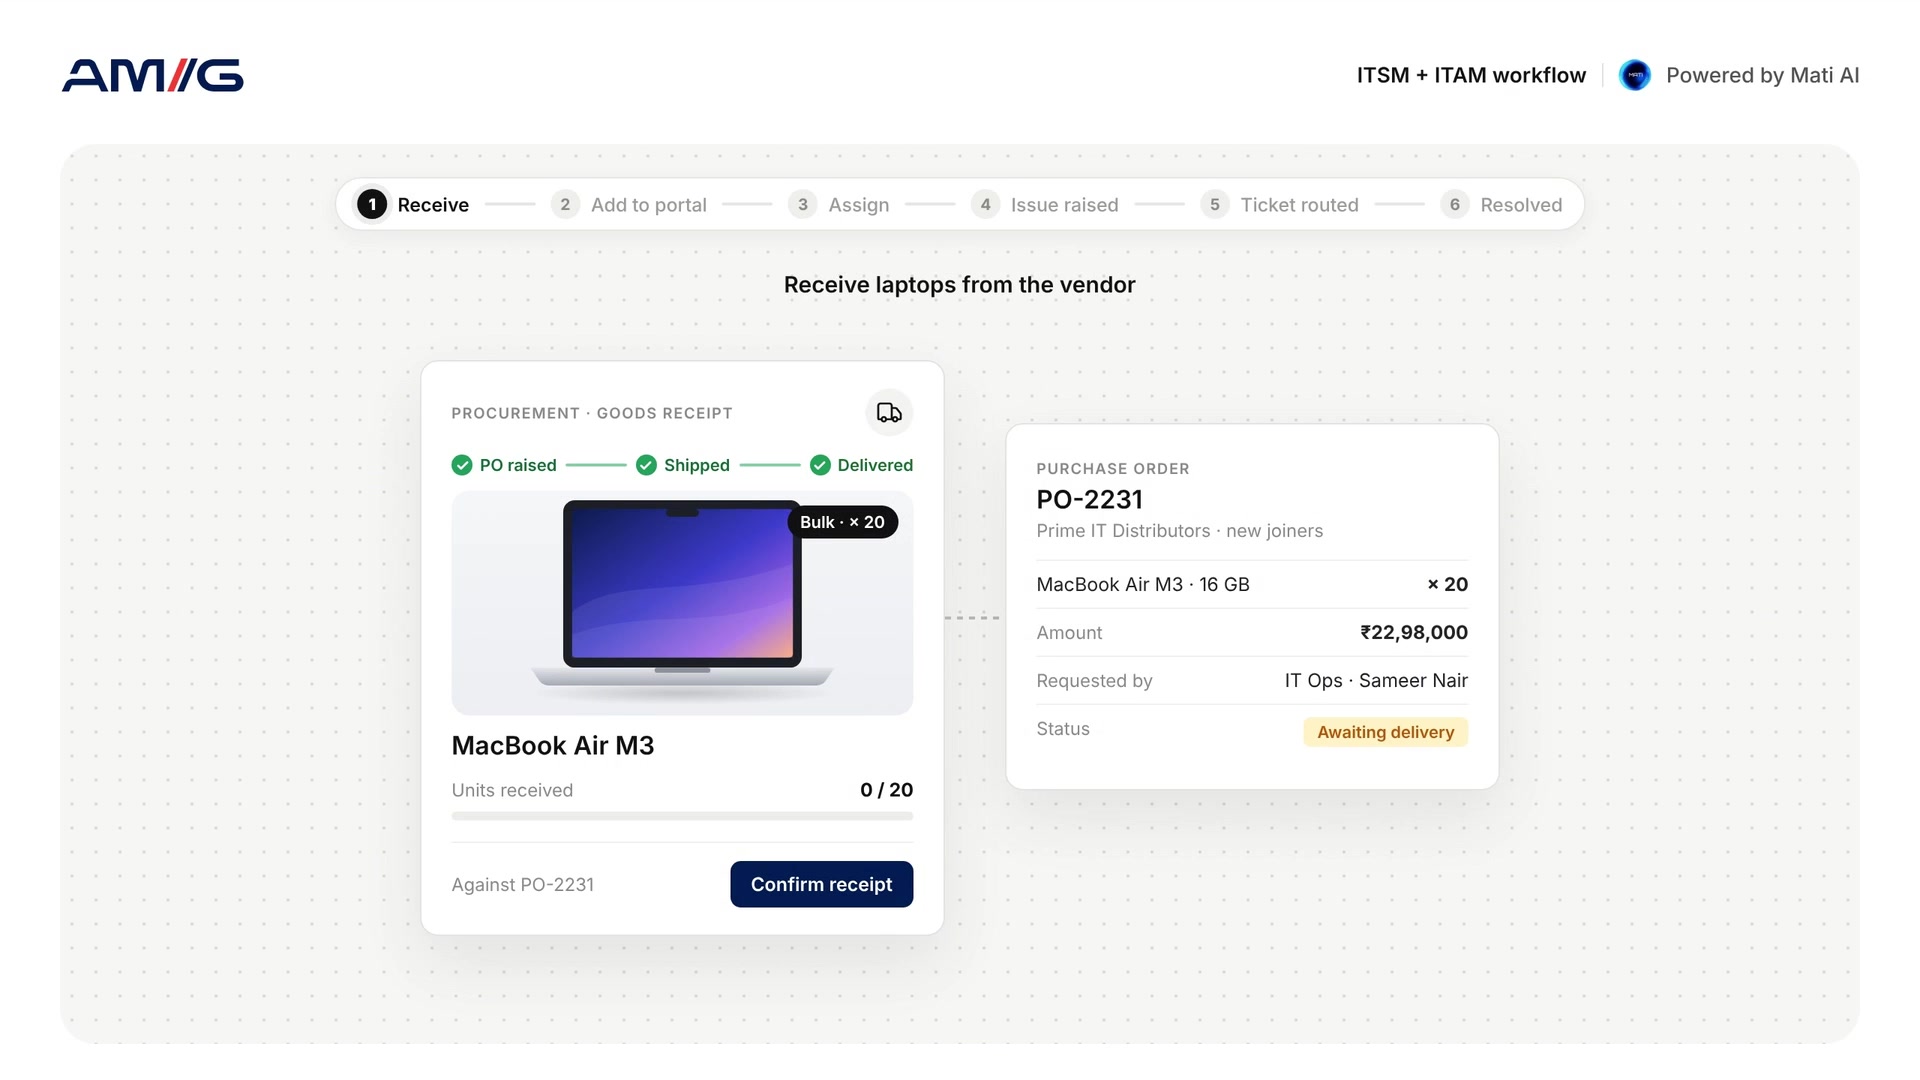 AM//G
ITSM + ITAM workflow
MATI
Powered by Mati AI
1 Receive
2 Add to portal
3 Assign
4 Issue raised
5 Ticket routed
6 Resolved
Receive laptops from the vendor
PROCUREMENT · GOODS RECEIPT
PO raised
Shipped
Delivered
Bulk · × 20
MacBook Air M3
Units received 0 / 20
Against PO-2231
Confirm receipt
PURCHASE ORDER
PO-2231
Prime IT Distributors · new joiners
MacBook Air M3 · 16 GB × 20
Amount ₹22,98,000
Requested by IT Ops · Sameer Nair
Status Awaiting delivery